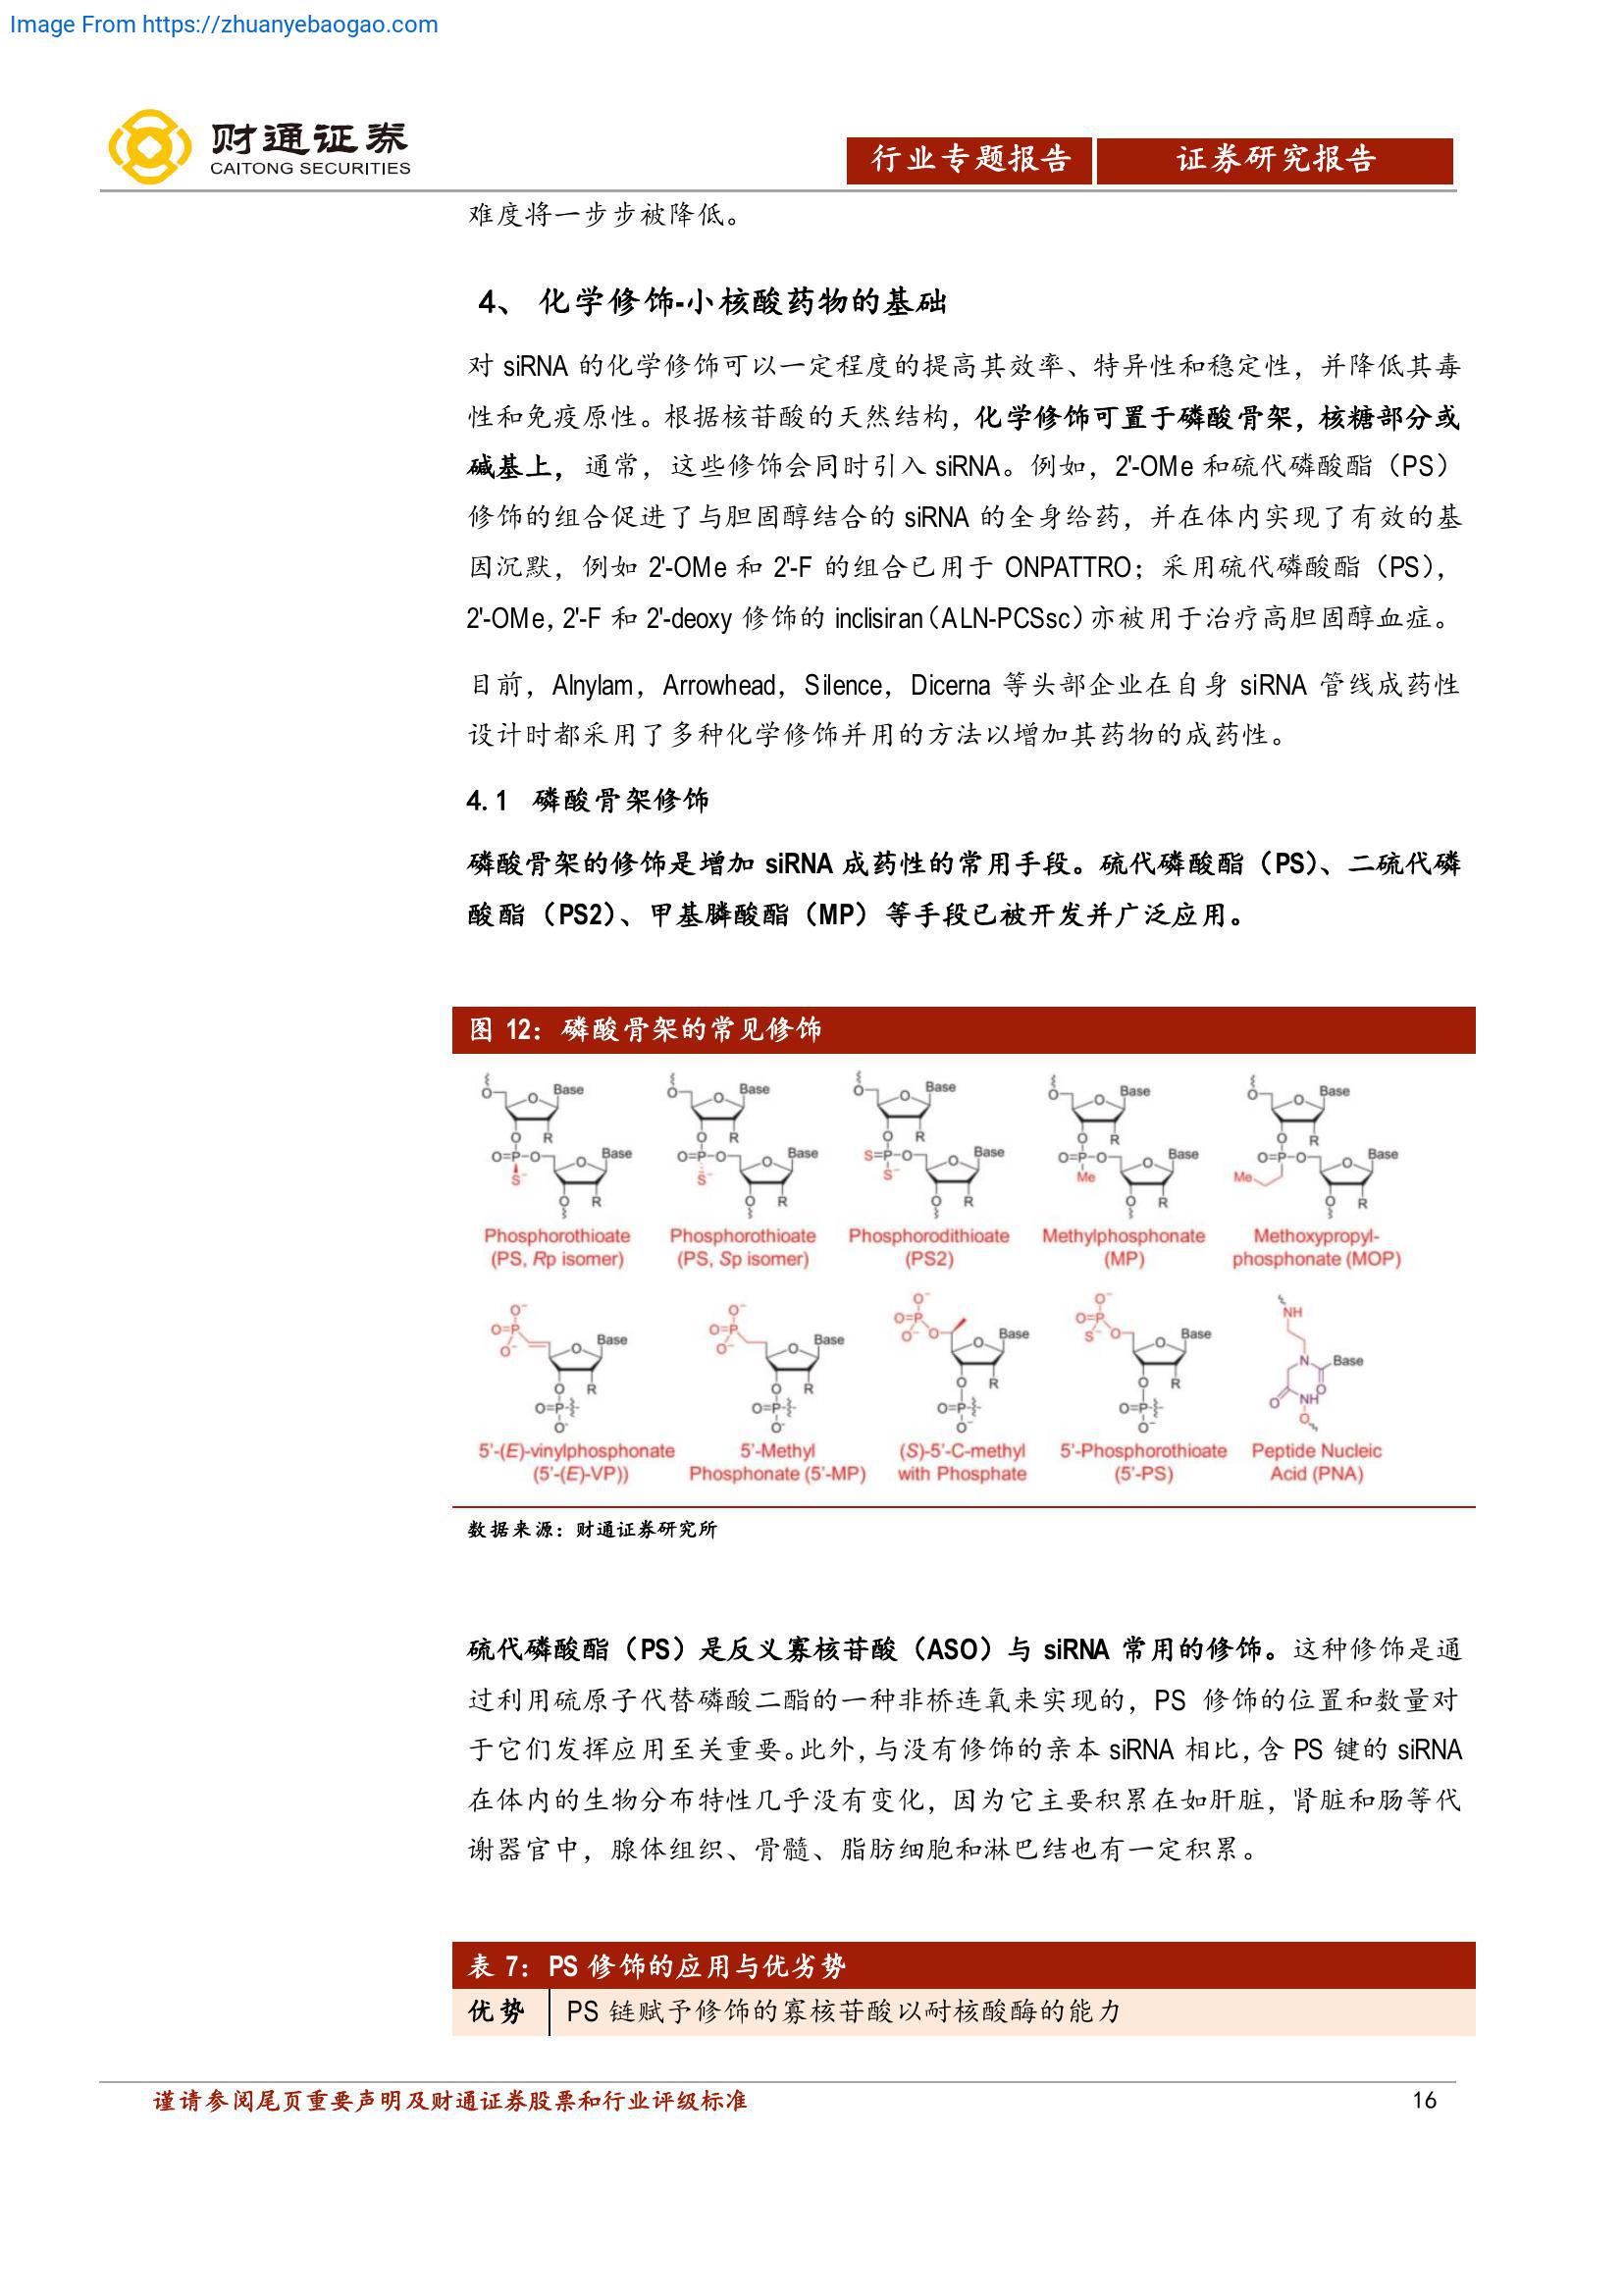 Image From https://zhuanyebaogao.com
财通证券
CAITONG SECURITIES
行业专题报告
证券研究报告
难度将一步步被降低。
4、 化学修饰-小核酸药物的基础
对 siRNA 的化学修饰可以一定程度的提高其效率、特异性和稳定性，并降低其毒
性和免疫原性。根据核苷酸的天然结构，化学修饰可置于磷酸骨架，核糖部分或
碱基上，通常，这些修饰会同时引入 siRNA。例如，2'-OMe 和硫代磷酸酯（PS）
修饰的组合促进了与胆固醇结合的 siRNA 的全身给药，并在体内实现了有效的基
因沉默，例如 2'-OMe 和 2'-F 的组合已用于 ONPATTRO；采用硫代磷酸酯（PS），
2'-OMe，2'-F 和 2'-deoxy 修饰的 inclisiran（ALN-PCSsc）亦被用于治疗高胆固醇血症。
目前，Alnylam，Arrowhead，Silence，Dicerna 等头部企业在自身 siRNA 管线成药性
设计时都采用了多种化学修饰并用的方法以增加其药物的成药性。
4.1 磷酸骨架修饰
磷酸骨架的修饰是增加 siRNA 成药性的常用手段。硫代磷酸酯（PS）、二硫代磷
酸酯（PS2）、甲基膦酸酯（MP）等手段已被开发并广泛应用。
图 12：磷酸骨架的常见修饰
O O Base O O Base O O Base O O Base O O Base
O R O R O R O R O R
O=P-O O Base O=P-O O Base S=P-O O Base O=P-O O Base O=P-O O Base
S⁻ S⁻ S⁻ Me Me
O R O R O R O R O R
Phosphorothioate Phosphorothioate Phosphorodithioate Methylphosphonate Methoxypropyl-
(PS, Rp isomer) (PS, Sp isomer) (PS2) (MP) phosphonate (MOP)
O⁻ O⁻ O⁻ O⁻ NH
O=P O=P O=P O=P
O⁻ O Base O⁻ O Base O⁻ O O Base S⁻ O O Base N Base
O R O R O R O R O NH O
O=P O=P O=P O=P O
O⁻ O⁻ O⁻ O⁻
5'-(E)-vinylphosphonate 5'-Methyl (S)-5'-C-methyl 5'-Phosphorothioate Peptide Nucleic
(5'-(E)-VP)) Phosphonate (5'-MP) with Phosphate (5'-PS) Acid (PNA)
数据来源：财通证券研究所
硫代磷酸酯（PS）是反义寡核苷酸（ASO）与 siRNA 常用的修饰。这种修饰是通
过利用硫原子代替磷酸二酯的一种非桥连氧来实现的，PS 修饰的位置和数量对
于它们发挥应用至关重要。此外，与没有修饰的亲本 siRNA 相比，含 PS 键的 siRNA
在体内的生物分布特性几乎没有变化，因为它主要积累在如肝脏，肾脏和肠等代
谢器官中，腺体组织、骨髓、脂肪细胞和淋巴结也有一定积累。
表 7：PS 修饰的应用与优劣势
优势 PS 链赋予修饰的寡核苷酸以耐核酸酶的能力
谨请参阅尾页重要声明及财通证券股票和行业评级标准 16